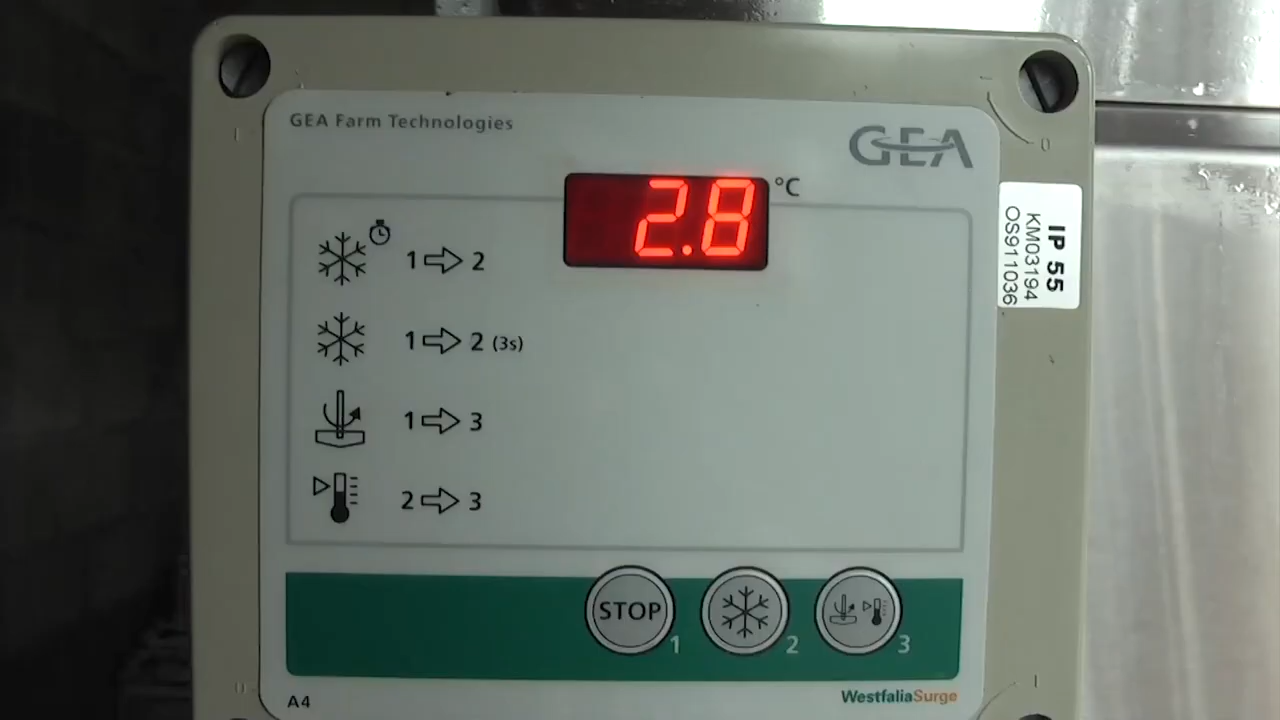 GEA Farm Technologies
GEA
2.8 °C
1 ⇨ 2
1 ⇨ 2 (3s)
1 ⇨ 3
2 ⇨ 3
IP 55
KM03194
OS911036
STOP 1
2
3
A4
WestfaliaSurge